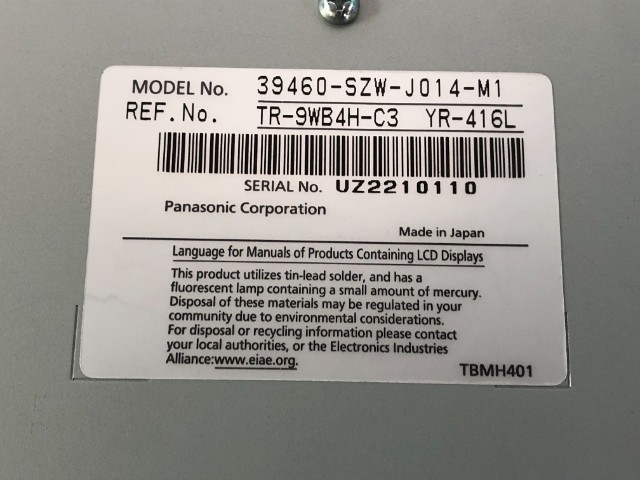 MODEL No. 39460-SZW-J014-M1
REF.No. TR-9WB4H-C3 YR-416L
SERIAL No. UZ2210110
Panasonic Corporation
Made in Japan
Language for Manuals of Products Containing LCD Displays
This product utilizes tin-lead solder, and has a
fluorescent lamp containing a small amount of mercury.
Disposal of these materials may be regulated in your
community due to environmental considerations.
For disposal or recycling information please contact
your local authorities, or the Electronics Industries
Alliance:www.eiae.org.
TBMH401